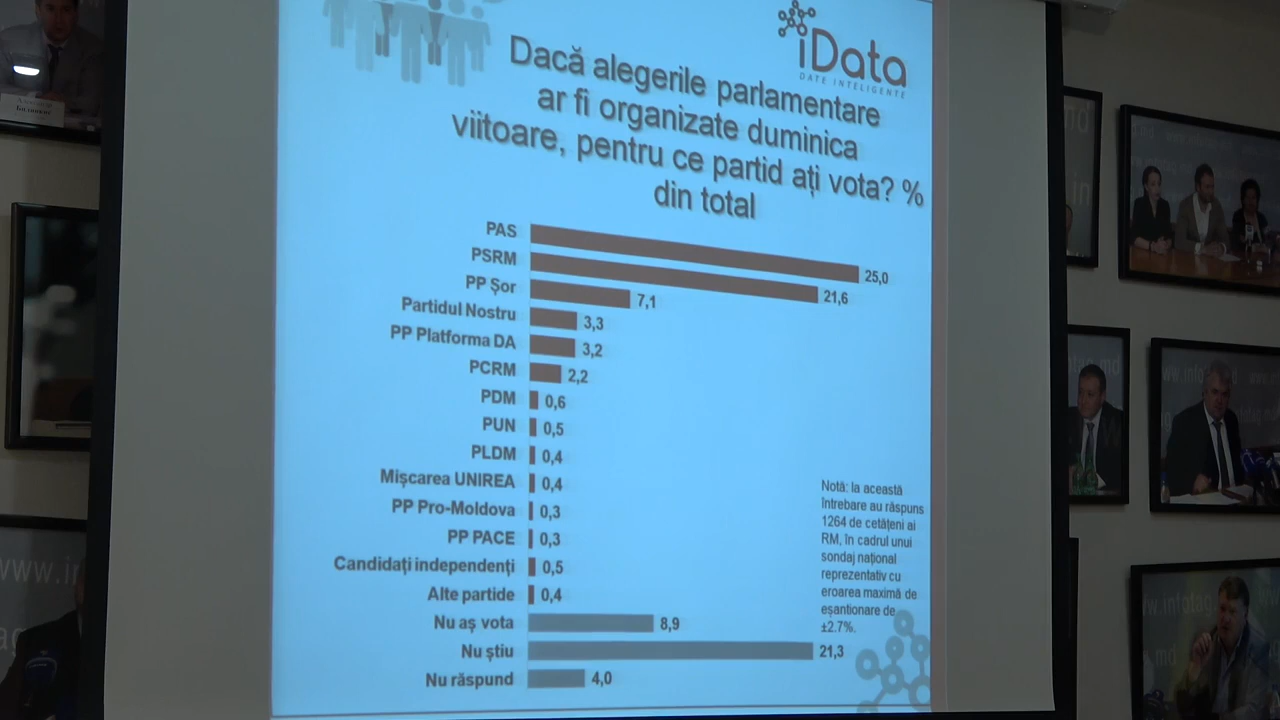 iData
DATE INTELIGENTE
Dacă alegerile parlamentare
ar fi organizate duminica
viitoare, pentru ce partid ați vota? %
din total
PAS 25,0
PSRM 21,6
PP Șor 7,1
Partidul Nostru 3,3
PP Platforma DA 3,2
PCRM 2,2
PDM 0,6
PUN 0,5
PLDM 0,4
Mișcarea UNIREA 0,4
PP Pro-Moldova 0,3
PP PACE 0,3
Candidați independenți 0,5
Alte partide 0,4
Nu aș vota 8,9
Nu știu 21,3
Nu răspund 4,0
Notă: la această
întrebare au răspuns
1264 de cetățeni ai
RM, în cadrul unui
sondaj național
reprezentativ cu
eroarea maximă de
eșantionare de
±2.7%.